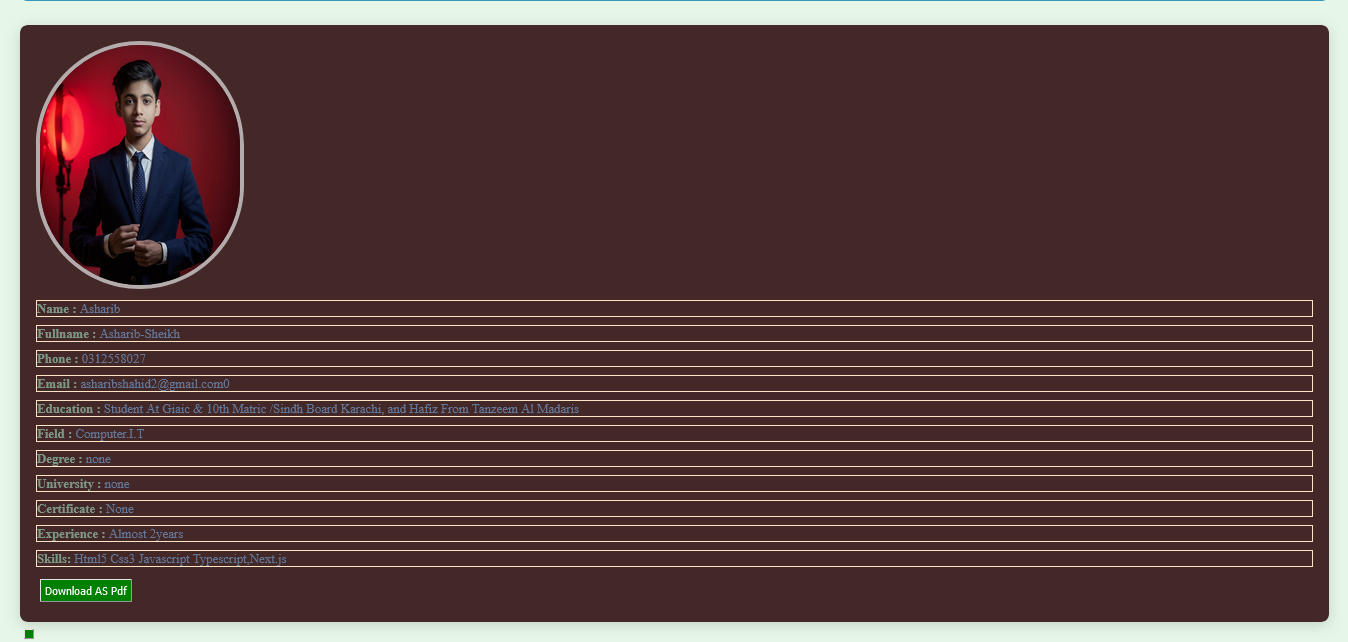 Name : Asharib
Fullname : Asharib-Sheikh
Phone : 0312558027
Email : asharibshahid2@gmail.com0
Education : Student At Giaic & 10th Matric /Sindh Board Karachi, and Hafiz From Tanzeem Al Madaris
Field : Computer.I.T
Degree : none
University : none
Certificate : None
Experience : Almost 2years
Skills: Html5 Css3 Javascript Typescript,Next.js
Download AS Pdf